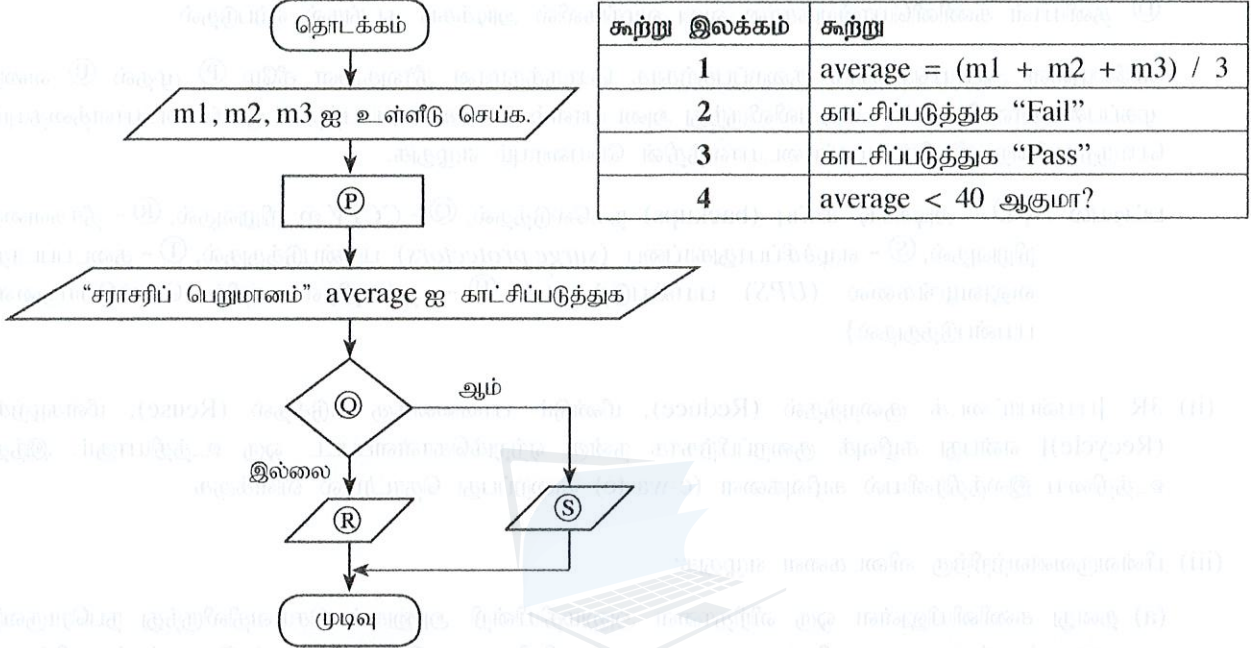 தொடக்கம்
m1, m2, m3 ஐ உள்ளீடு செய்க.
Ⓟ
“சராசரிப் பெறுமானம்” average ஐ காட்சிப்படுத்துக
Ⓠ
ஆம்
இல்லை
Ⓡ
Ⓢ
முடிவு
கூற்று இலக்கம் கூற்று
1 average = (m1 + m2 + m3) / 3
2 காட்சிப்படுத்துக “Fail”
3 காட்சிப்படுத்துக “Pass”
4 average < 40 ஆகுமா?